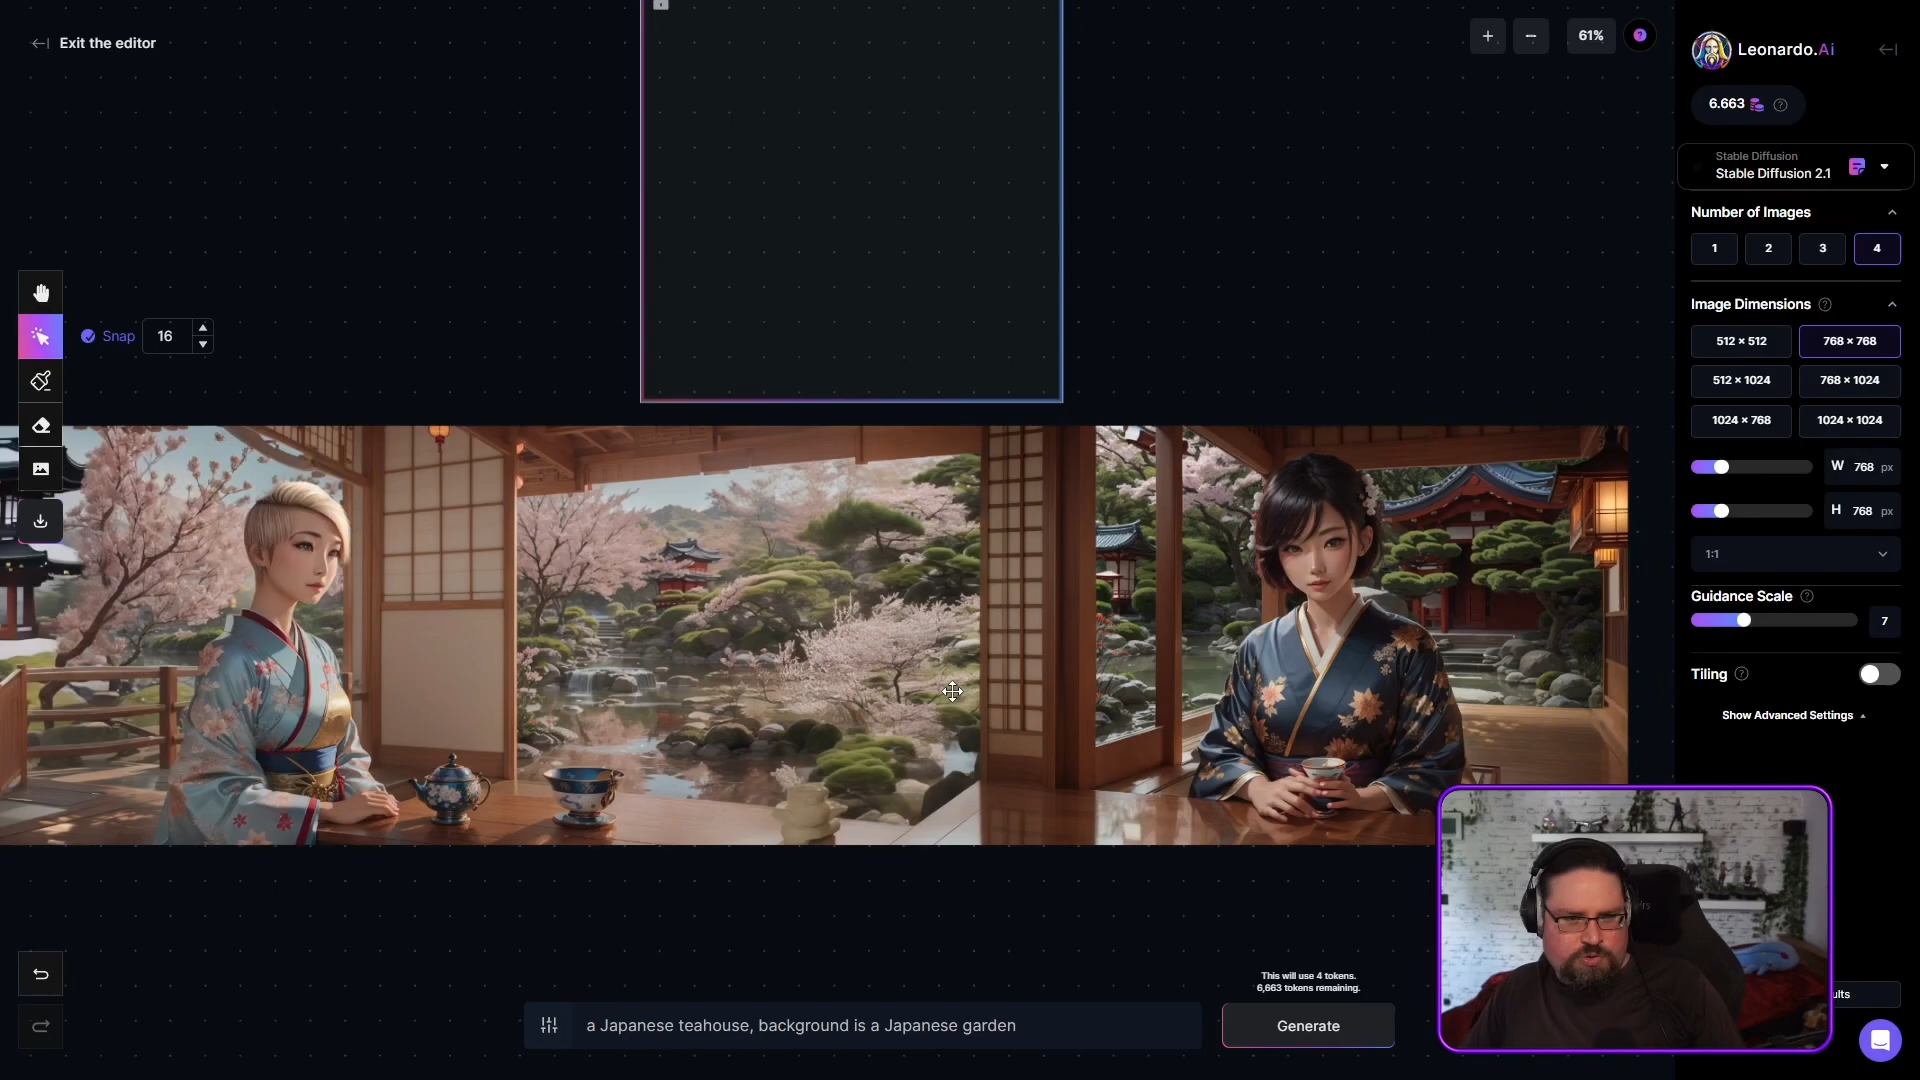 Exit the editor
61%
Leonardo.Ai
6.663
Stable Diffusion
Stable Diffusion 2.1
Number of Images
1 2 3 4
Image Dimensions
512 × 512 768 × 768
512 × 1024 768 × 1024
1024 × 768 1024 × 1024
W 768 px
H 768 px
1:1
Guidance Scale
7
Tiling
Show Advanced Settings
Snap 16
This will use 4 tokens.
6,663 tokens remaining.
a Japanese teahouse, background is a Japanese garden
Generate